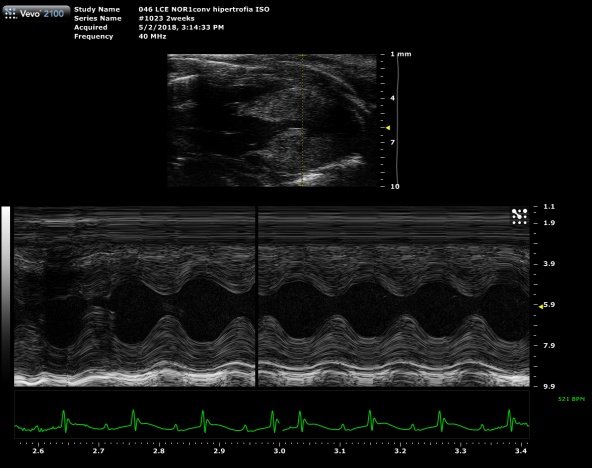 Vevo 2100
Study Name 046 LCE NOR1conv hipertrofia ISO
Series Name #1023 2weeks
Acquired 5/2/2018, 3:14:33 PM
Frequency 40 MHz
1 mm
4
7
10
1.1
1.9
3.9
5.9
7.9
9.9
521 BPM
2.6 2.7 2.8 2.9 3.0 3.1 3.2 3.3 3.4